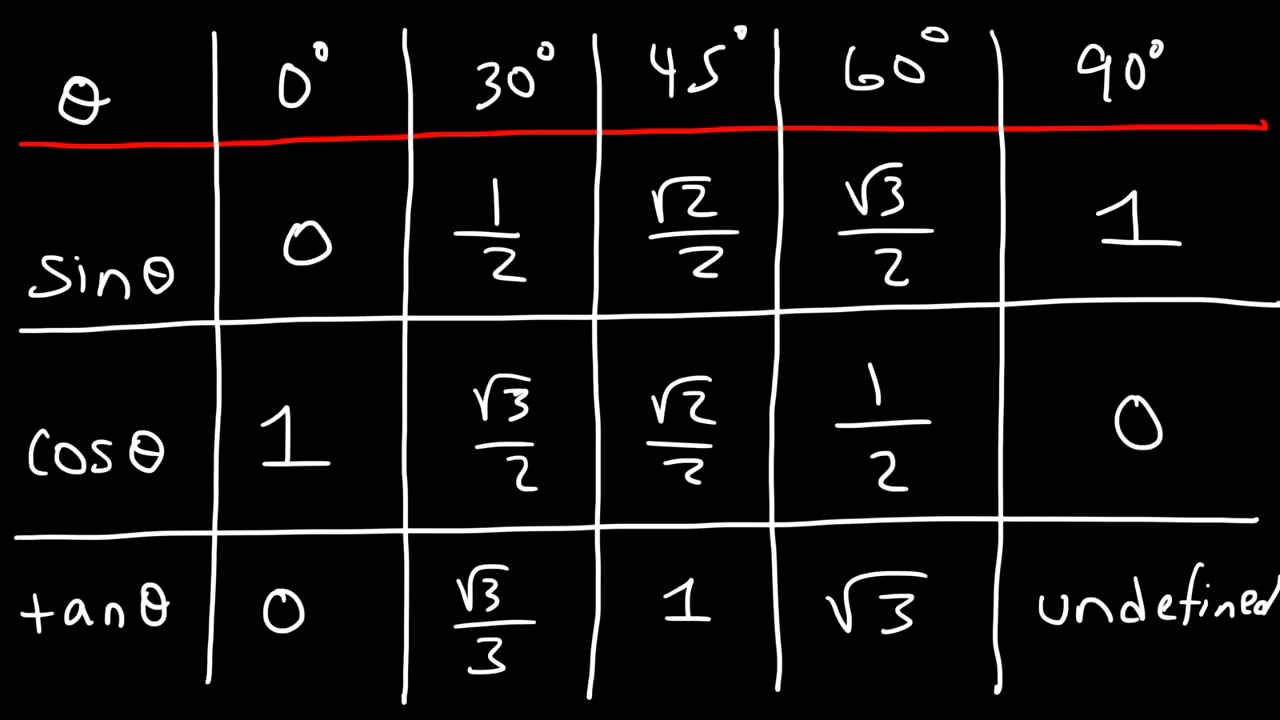 θ 0° 30° 45° 60° 90°
sinθ 0 1/2 √2/2 √3/2 1
cosθ 1 √3/2 √2/2 1/2 0
tanθ 0 √3/3 1 √3 undefined